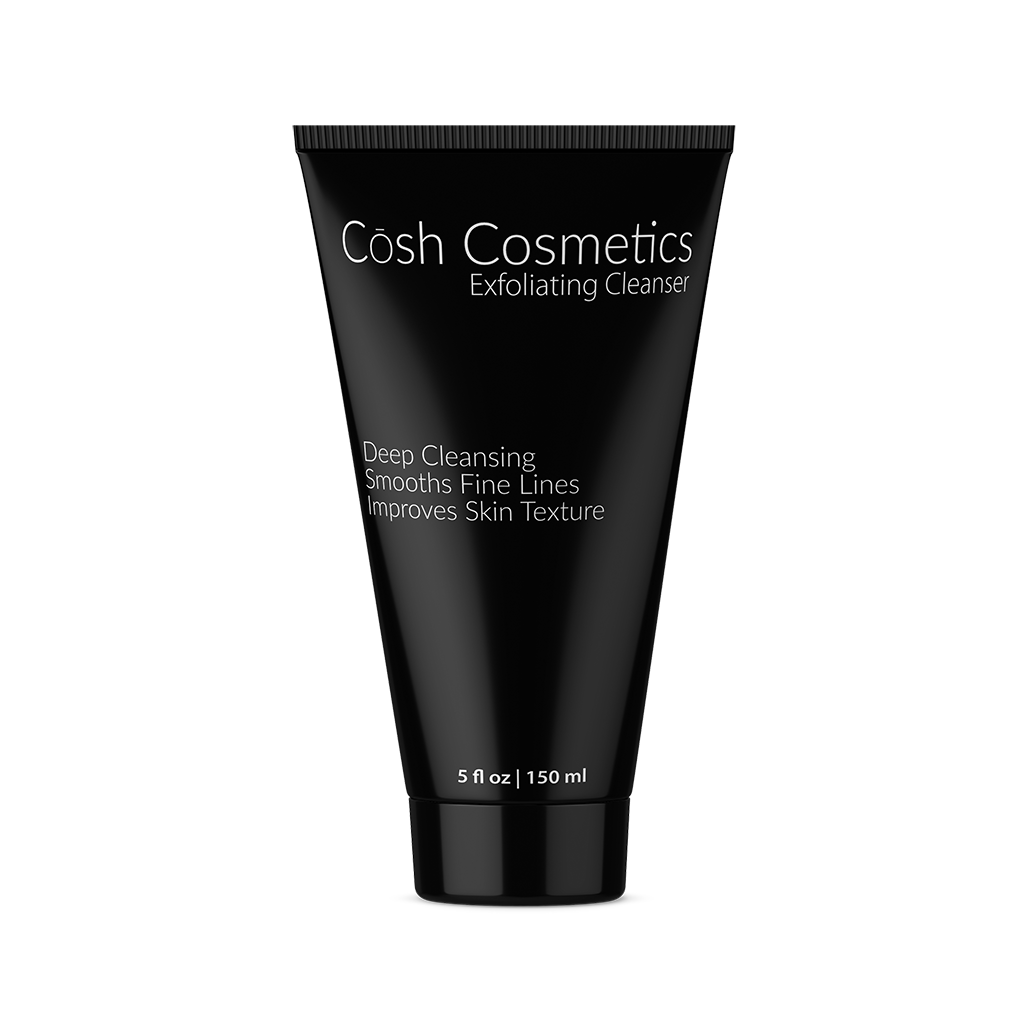 Cōsh Cosmetics
Exfoliating Cleanser
Deep Cleansing
Smooths Fine Lines
Improves Skin Texture
5 fl oz | 150 ml